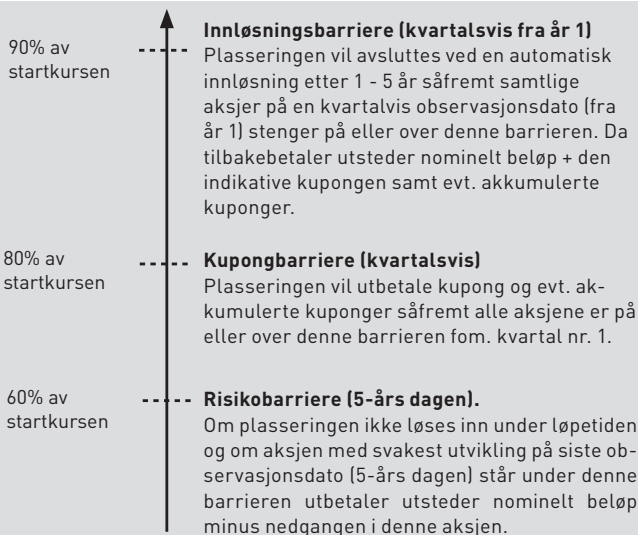 90% av
startkursen
Innløsningsbarriere (kvartalsvis fra år 1)
Plasseringen vil avsluttes ved en automatisk
innløsning etter 1 - 5 år såfremt samtlige
aksjer på en kvartalvis observasjonsdato (fra
år 1) stenger på eller over denne barrieren. Da
tilbakebetaler utsteder nominelt beløp + den
indikative kupongen samt evt. akkumulerte
kuponger.
80% av
startkursen
Kupongbarriere (kvartalsvis)
Plasseringen vil utbetale kupong og evt. ak-
kumulerte kuponger såfremt alle aksjene er på
eller over denne barrieren fom. kvartal nr. 1.
60% av
startkursen
Risikobarriere (5-års dagen).
Om plasseringen ikke løses inn under løpetiden
og om aksjen med svakest utvikling på siste ob-
servasjonsdato (5-års dagen) står under denne
barrieren utbetaler utsteder nominelt beløp
minus nedgangen i denne aksjen.